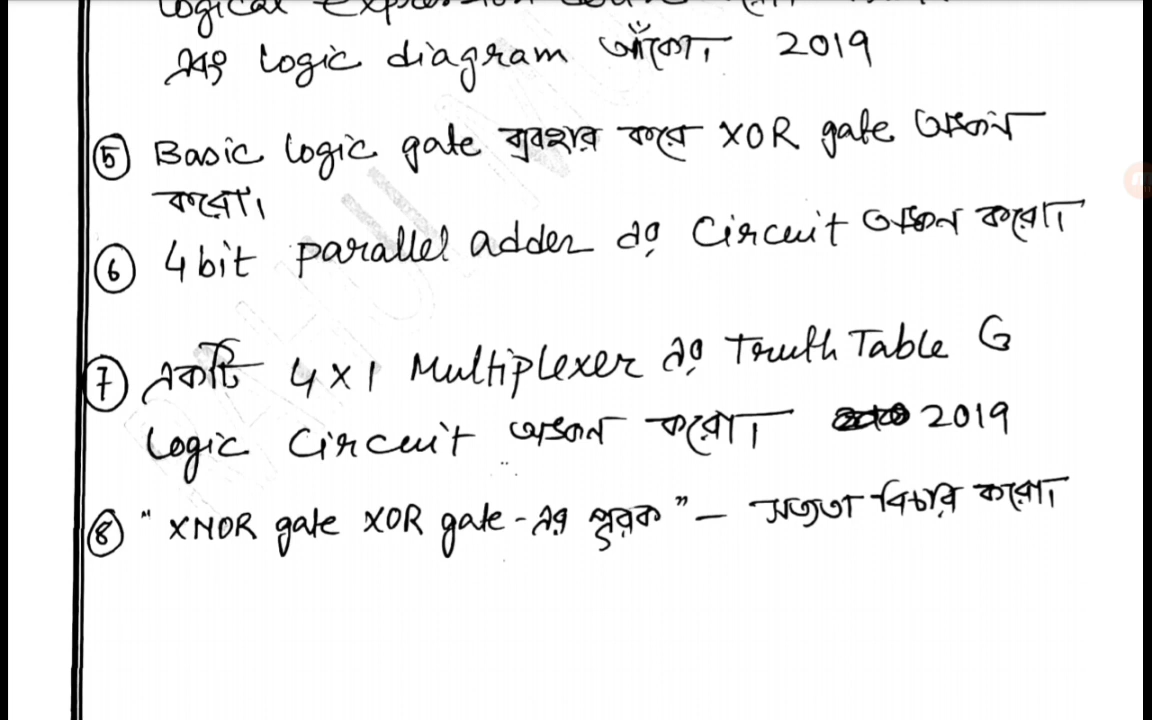 logical expression
এবং logic diagram আঁকো। 2019
(5) Basic logic gate ব্যবহার করে XOR gate অঙ্কন
করো।
(6) 4 bit parallel adder এর Circuit অঙ্কন করো।
(7) একটি 4 × 1 Multiplexer এর Truth Table ও
logic Circuit অঙ্কন করো। 2019
(8) "XNOR gate XOR gate-এর পূরক" – সত্যতা বিচার করো।